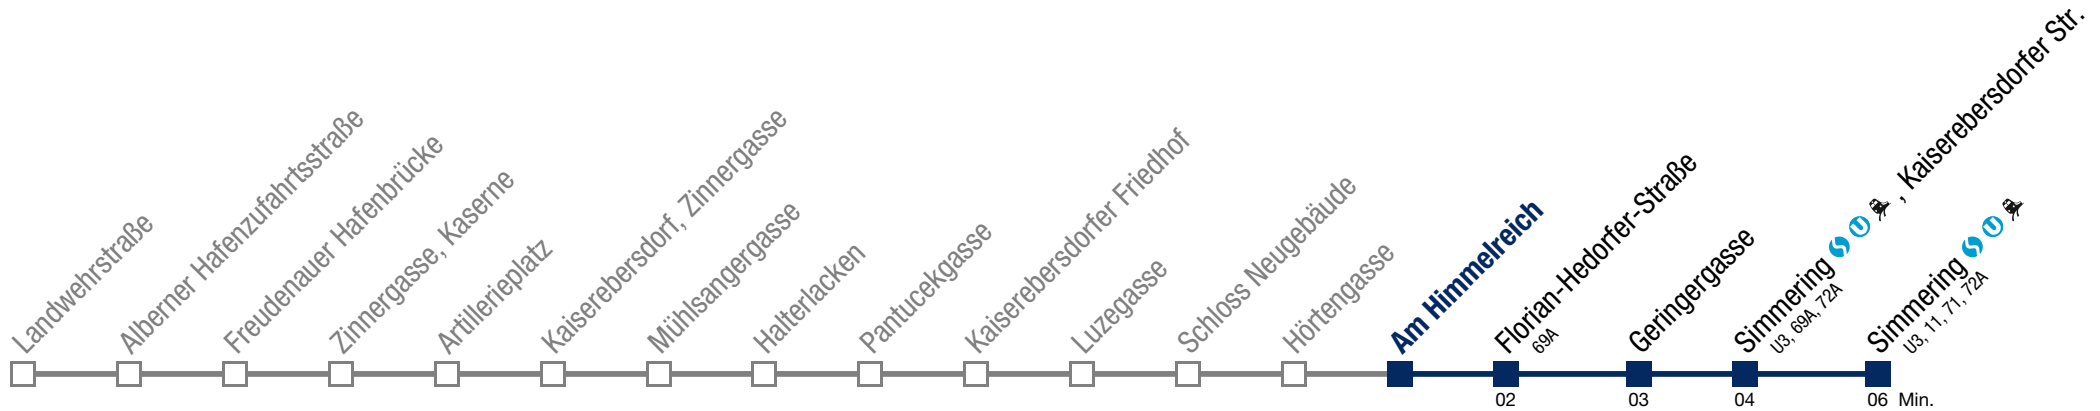 Landwehrstraße
Alberner Hafenzufahrtsstraße
Freudenauer Hafenbrücke
Zinnergasse, Kaserne
Artillerieplatz
Kaiserebersdorf, Zinnergasse
Mühlsangergasse
Halterlacken
Pantucekgasse
Kaiserebersdorfer Friedhof
Luzegasse
Schloss Neugebäude
Hörtengasse
Am Himmelreich
Florian-Hedorfer-Straße
69A
Geringergasse
Simmering S U , Kaiserebersdorfer Str.
U3, 69A, 72A
Simmering S U
U3, 11, 71, 72A
02 03 04 06 Min.